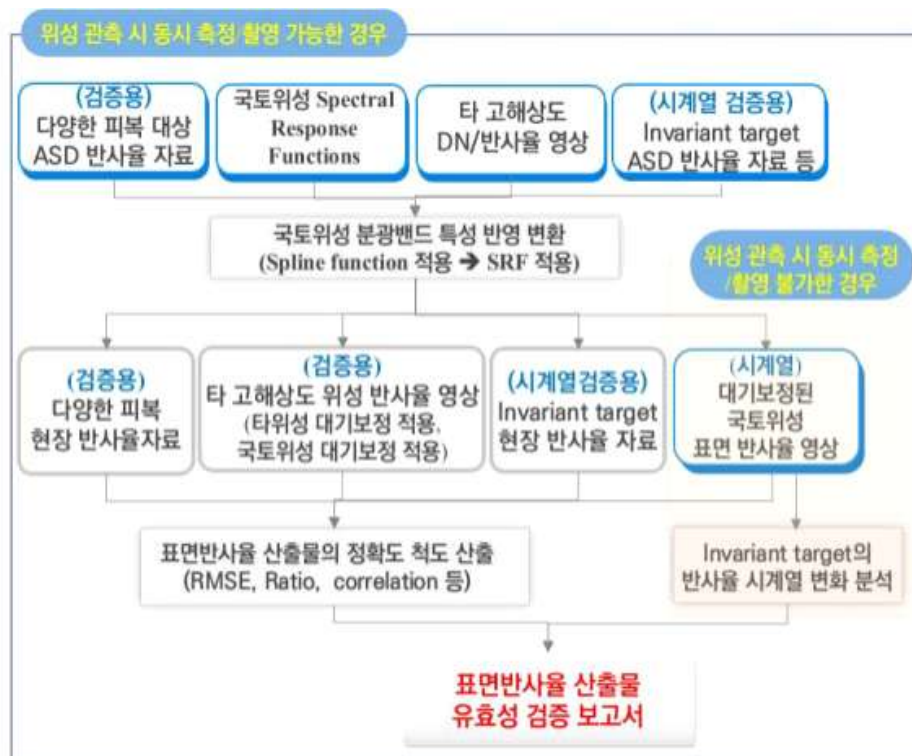 위성 관측 시 동시 측정/촬영 가능한 경우
(검증용)
다양한 피복 대상
ASD 반사율 자료
국토위성 Spectral
Response
Functions
타 고해상도
DN/반사율 영상
(시계열 검증용)
Invariant target
ASD 반사율 자료 등
국토위성 분광밴드 특성 반영 변환
(Spline function 적용 ➔ SRF 적용)
위성 관측 시 동시 측정
/촬영 불가한 경우
(검증용)
다양한 피복
현장 반사율자료
(검증용)
타 고해상도 위성 반사율 영상
(타위성 대기보정 적용,
국토위성 대기보정 적용)
(시계열검증용)
Invariant target
현장 반사율 자료
(시계열)
대기보정된
국토위성
표면 반사율 영상
표면반사율 산출물의 정확도 척도 산출
(RMSE, Ratio, correlation 등)
Invariant target의
반사율 시계열 변화 분석
표면반사율 산출물
유효성 검증 보고서